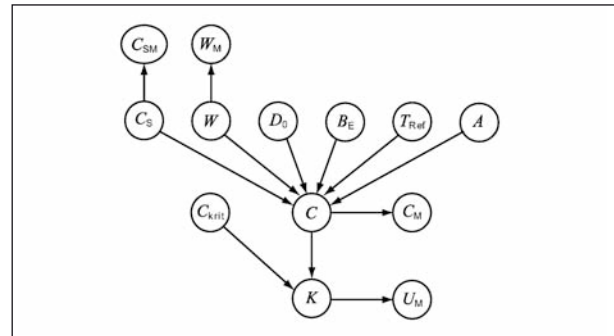 C_SM W_M
C_S W D_0 B_E T_Ref A
C_krit C C_M
K U_M